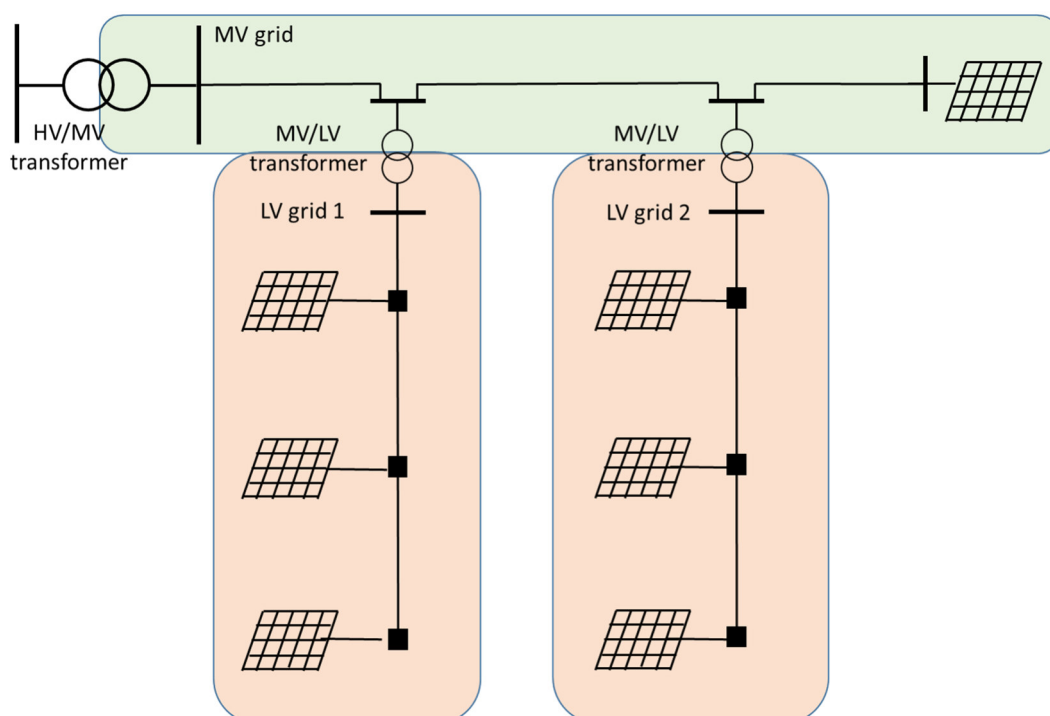 MV grid
HV/MV
transformer
MV/LV
transformer
MV/LV
transformer
LV grid 1
LV grid 2